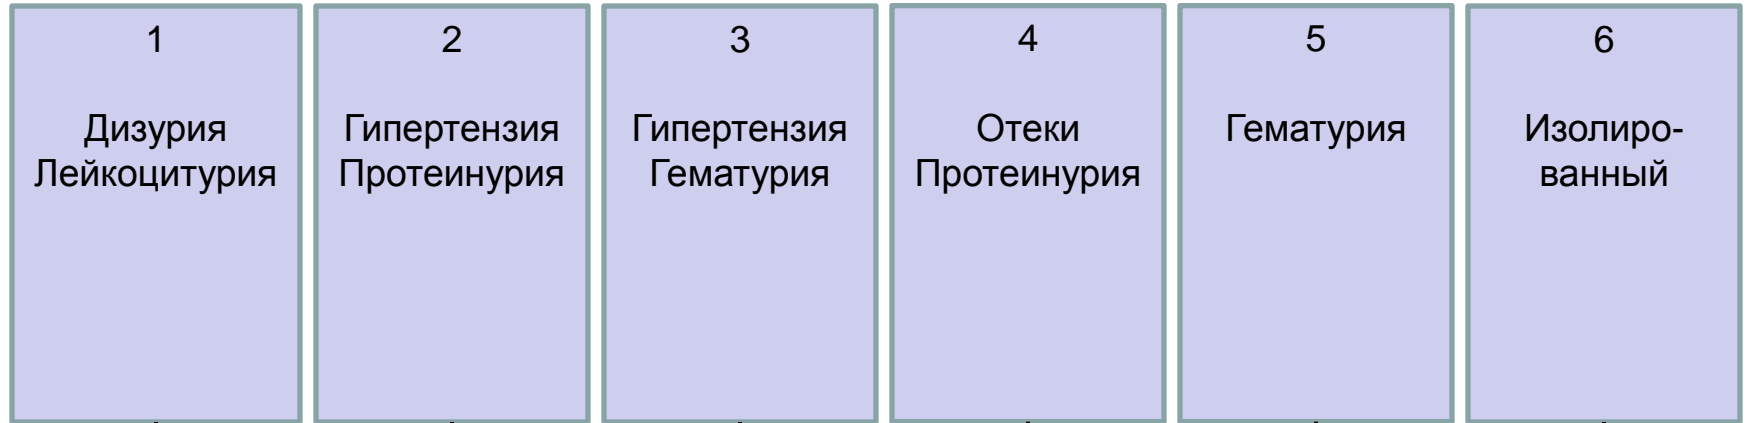 1
Дизурия
Лейкоцитурия
2
Гипертензия
Протеинурия
3
Гипертензия
Гематурия
4
Отеки
Протеинурия
5
Гематурия
6
Изолиро-
ванный